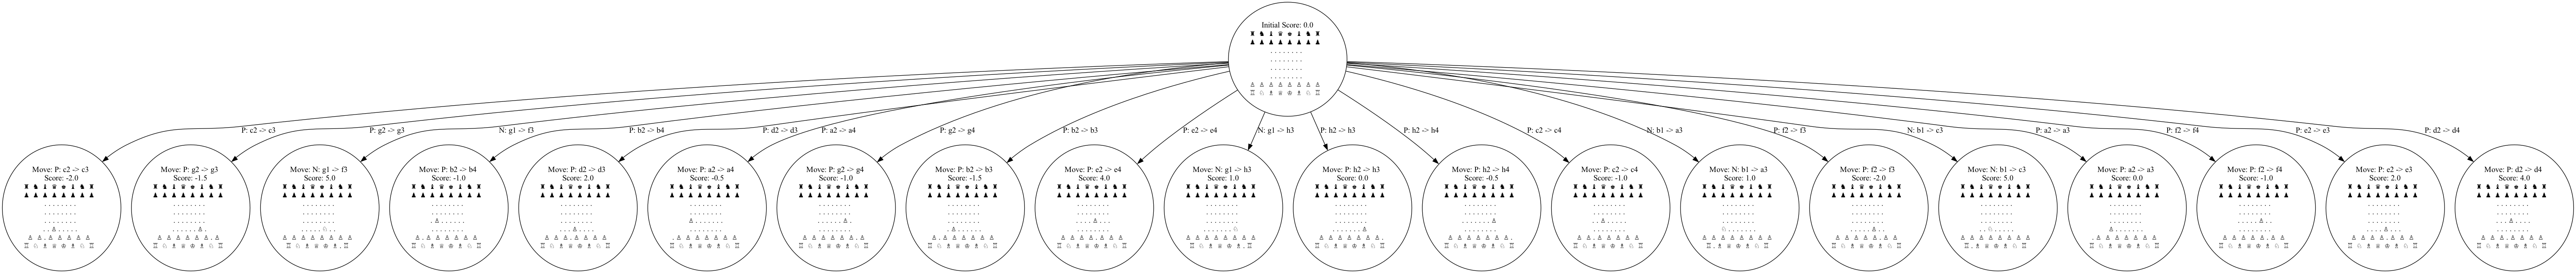 Initial Score: 0.0
♜ ♞ ♝ ♛ ♚ ♝ ♞ ♜
♟ ♟ ♟ ♟ ♟ ♟ ♟ ♟
. . . . . . . .
. . . . . . . .
. . . . . . . .
. . . . . . . .
♙ ♙ ♙ ♙ ♙ ♙ ♙ ♙
♖ ♘ ♗ ♕ ♔ ♗ ♘ ♖
P: c2 -> c3
P: g2 -> g3
N: g1 -> f3
P: b2 -> b4
P: d2 -> d3
P: a2 -> a4
P: g2 -> g4
P: b2 -> b3
P: e2 -> e4
N: g1 -> h3
P: h2 -> h3
P: h2 -> h4
P: c2 -> c4
N: b1 -> a3
P: f2 -> f3
N: b1 -> c3
P: a2 -> a3
P: f2 -> f4
P: e2 -> e3
P: d2 -> d4
Move: P: c2 -> c3
Score: -2.0
♜ ♞ ♝ ♛ ♚ ♝ ♞ ♜
♟ ♟ ♟ ♟ ♟ ♟ ♟ ♟
. . . . . . . .
. . . . . . . .
. . . . . . . .
. . ♙ . . . . .
♙ ♙ . ♙ ♙ ♙ ♙ ♙
♖ ♘ ♗ ♕ ♔ ♗ ♘ ♖
Move: P: g2 -> g3
Score: -1.5
♜ ♞ ♝ ♛ ♚ ♝ ♞ ♜
♟ ♟ ♟ ♟ ♟ ♟ ♟ ♟
. . . . . . . .
. . . . . . . .
. . . . . . . .
. . . . . . ♙ .
♙ ♙ ♙ ♙ ♙ ♙ . ♙
♖ ♘ ♗ ♕ ♔ ♗ ♘ ♖
Move: N: g1 -> f3
Score: 5.0
♜ ♞ ♝ ♛ ♚ ♝ ♞ ♜
♟ ♟ ♟ ♟ ♟ ♟ ♟ ♟
. . . . . . . .
. . . . . . . .
. . . . . . . .
. . . . . ♘ . .
♙ ♙ ♙ ♙ ♙ ♙ ♙ ♙
♖ ♘ ♗ ♕ ♔ ♗ . ♖
Move: P: b2 -> b4
Score: -1.0
♜ ♞ ♝ ♛ ♚ ♝ ♞ ♜
♟ ♟ ♟ ♟ ♟ ♟ ♟ ♟
. . . . . . . .
. . . . . . . .
. ♙ . . . . . .
. . . . . . . .
♙ . ♙ ♙ ♙ ♙ ♙ ♙
♖ ♘ ♗ ♕ ♔ ♗ ♘ ♖
Move: P: d2 -> d3
Score: 2.0
♜ ♞ ♝ ♛ ♚ ♝ ♞ ♜
♟ ♟ ♟ ♟ ♟ ♟ ♟ ♟
. . . . . . . .
. . . . . . . .
. . . . . . . .
. . . ♙ . . . .
♙ ♙ ♙ . ♙ ♙ ♙ ♙
♖ ♘ ♗ ♕ ♔ ♗ ♘ ♖
Move: P: a2 -> a4
Score: -0.5
♜ ♞ ♝ ♛ ♚ ♝ ♞ ♜
♟ ♟ ♟ ♟ ♟ ♟ ♟ ♟
. . . . . . . .
. . . . . . . .
♙ . . . . . . .
. . . . . . . .
. ♙ ♙ ♙ ♙ ♙ ♙ ♙
♖ ♘ ♗ ♕ ♔ ♗ ♘ ♖
Move: P: g2 -> g4
Score: -1.0
♜ ♞ ♝ ♛ ♚ ♝ ♞ ♜
♟ ♟ ♟ ♟ ♟ ♟ ♟ ♟
. . . . . . . .
. . . . . . . .
. . . . . . ♙ .
. . . . . . . .
♙ ♙ ♙ ♙ ♙ ♙ . ♙
♖ ♘ ♗ ♕ ♔ ♗ ♘ ♖
Move: P: b2 -> b3
Score: -1.5
♜ ♞ ♝ ♛ ♚ ♝ ♞ ♜
♟ ♟ ♟ ♟ ♟ ♟ ♟ ♟
. . . . . . . .
. . . . . . . .
. . . . . . . .
. ♙ . . . . . .
♙ . ♙ ♙ ♙ ♙ ♙ ♙
♖ ♘ ♗ ♕ ♔ ♗ ♘ ♖
Move: P: e2 -> e4
Score: 4.0
♜ ♞ ♝ ♛ ♚ ♝ ♞ ♜
♟ ♟ ♟ ♟ ♟ ♟ ♟ ♟
. . . . . . . .
. . . . . . . .
. . . . ♙ . . .
. . . . . . . .
♙ ♙ ♙ ♙ . ♙ ♙ ♙
♖ ♘ ♗ ♕ ♔ ♗ ♘ ♖
Move: N: g1 -> h3
Score: 1.0
♜ ♞ ♝ ♛ ♚ ♝ ♞ ♜
♟ ♟ ♟ ♟ ♟ ♟ ♟ ♟
. . . . . . . .
. . . . . . . .
. . . . . . . .
. . . . . . . ♘
♙ ♙ ♙ ♙ ♙ ♙ ♙ ♙
♖ ♘ ♗ ♕ ♔ ♗ . ♖
Move: P: h2 -> h3
Score: 0.0
♜ ♞ ♝ ♛ ♚ ♝ ♞ ♜
♟ ♟ ♟ ♟ ♟ ♟ ♟ ♟
. . . . . . . .
. . . . . . . .
. . . . . . . .
. . . . . . . ♙
♙ ♙ ♙ ♙ ♙ ♙ ♙ .
♖ ♘ ♗ ♕ ♔ ♗ ♘ ♖
Move: P: h2 -> h4
Score: -0.5
♜ ♞ ♝ ♛ ♚ ♝ ♞ ♜
♟ ♟ ♟ ♟ ♟ ♟ ♟ ♟
. . . . . . . .
. . . . . . . .
. . . . . . . ♙
. . . . . . . .
♙ ♙ ♙ ♙ ♙ ♙ ♙ .
♖ ♘ ♗ ♕ ♔ ♗ ♘ ♖
Move: P: c2 -> c4
Score: -1.0
♜ ♞ ♝ ♛ ♚ ♝ ♞ ♜
♟ ♟ ♟ ♟ ♟ ♟ ♟ ♟
. . . . . . . .
. . . . . . . .
. . ♙ . . . . .
. . . . . . . .
♙ ♙ . ♙ ♙ ♙ ♙ ♙
♖ ♘ ♗ ♕ ♔ ♗ ♘ ♖
Move: N: b1 -> a3
Score: 1.0
♜ ♞ ♝ ♛ ♚ ♝ ♞ ♜
♟ ♟ ♟ ♟ ♟ ♟ ♟ ♟
. . . . . . . .
. . . . . . . .
. . . . . . . .
♘ . . . . . . .
♙ ♙ ♙ ♙ ♙ ♙ ♙ ♙
♖ . ♗ ♕ ♔ ♗ ♘ ♖
Move: P: f2 -> f3
Score: -2.0
♜ ♞ ♝ ♛ ♚ ♝ ♞ ♜
♟ ♟ ♟ ♟ ♟ ♟ ♟ ♟
. . . . . . . .
. . . . . . . .
. . . . . . . .
. . . . . ♙ . .
♙ ♙ ♙ ♙ ♙ . ♙ ♙
♖ ♘ ♗ ♕ ♔ ♗ ♘ ♖
Move: N: b1 -> c3
Score: 5.0
♜ ♞ ♝ ♛ ♚ ♝ ♞ ♜
♟ ♟ ♟ ♟ ♟ ♟ ♟ ♟
. . . . . . . .
. . . . . . . .
. . . . . . . .
. . ♘ . . . . .
♙ ♙ ♙ ♙ ♙ ♙ ♙ ♙
♖ . ♗ ♕ ♔ ♗ ♘ ♖
Move: P: a2 -> a3
Score: 0.0
♜ ♞ ♝ ♛ ♚ ♝ ♞ ♜
♟ ♟ ♟ ♟ ♟ ♟ ♟ ♟
. . . . . . . .
. . . . . . . .
. . . . . . . .
♙ . . . . . . .
. ♙ ♙ ♙ ♙ ♙ ♙ ♙
♖ ♘ ♗ ♕ ♔ ♗ ♘ ♖
Move: P: f2 -> f4
Score: -1.0
♜ ♞ ♝ ♛ ♚ ♝ ♞ ♜
♟ ♟ ♟ ♟ ♟ ♟ ♟ ♟
. . . . . . . .
. . . . . . . .
. . . . . ♙ . .
. . . . . . . .
♙ ♙ ♙ ♙ ♙ . ♙ ♙
♖ ♘ ♗ ♕ ♔ ♗ ♘ ♖
Move: P: e2 -> e3
Score: 2.0
♜ ♞ ♝ ♛ ♚ ♝ ♞ ♜
♟ ♟ ♟ ♟ ♟ ♟ ♟ ♟
. . . . . . . .
. . . . . . . .
. . . . . . . .
. . . . ♙ . . .
♙ ♙ ♙ ♙ . ♙ ♙ ♙
♖ ♘ ♗ ♕ ♔ ♗ ♘ ♖
Move: P: d2 -> d4
Score: 4.0
♜ ♞ ♝ ♛ ♚ ♝ ♞ ♜
♟ ♟ ♟ ♟ ♟ ♟ ♟ ♟
. . . . . . . .
. . . . . . . .
. . . ♙ . . . .
. . . . . . . .
♙ ♙ ♙ . ♙ ♙ ♙ ♙
♖ ♘ ♗ ♕ ♔ ♗ ♘ ♖